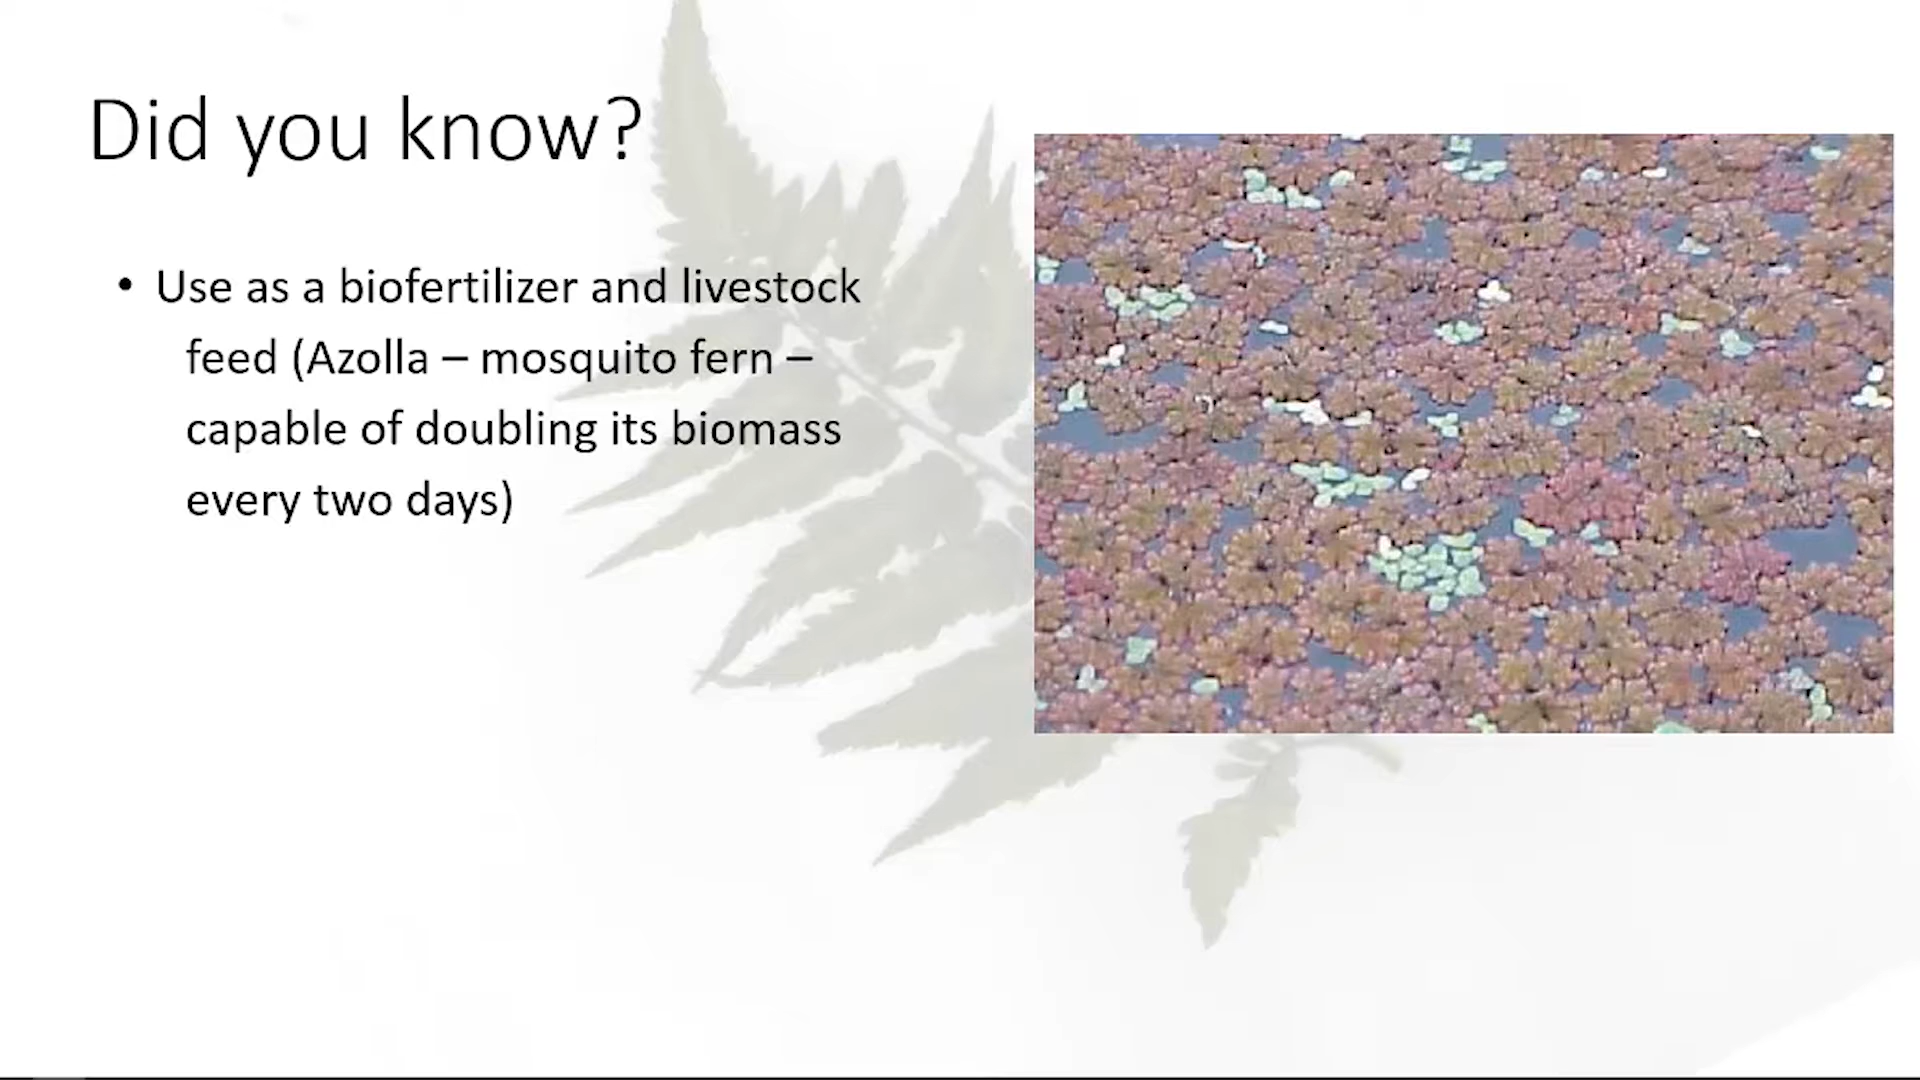 Did you know?
• Use as a biofertilizer and livestock
feed (Azolla – mosquito fern –
capable of doubling its biomass
every two days)